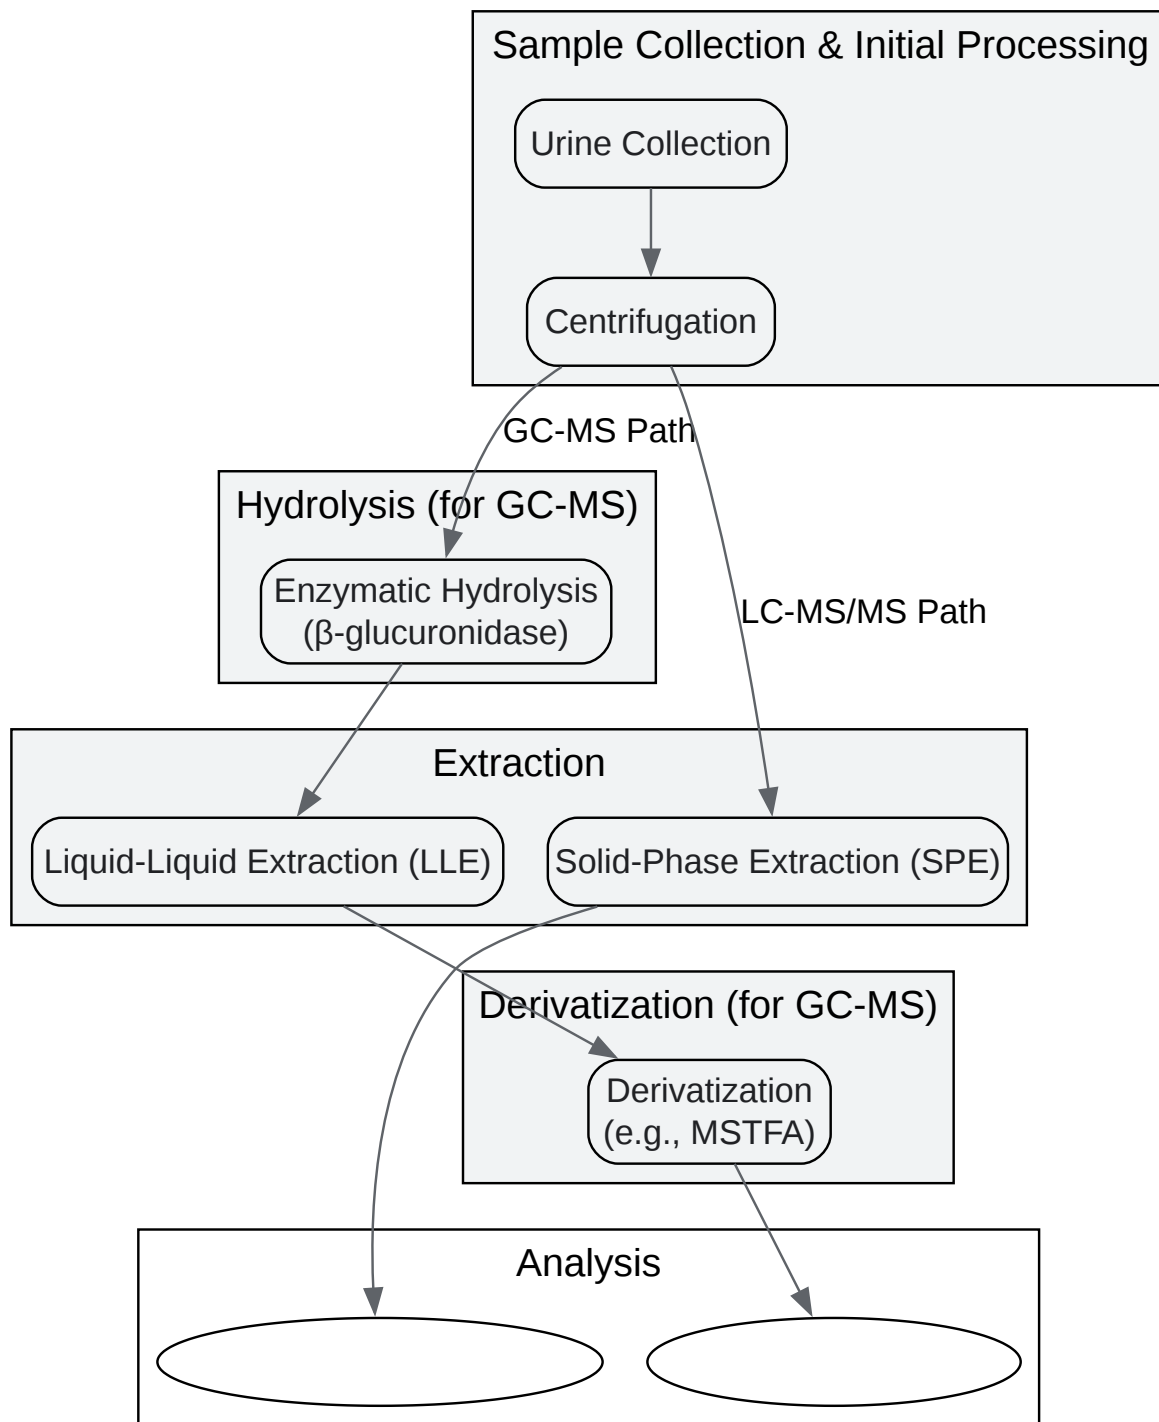 Sample Collection & Initial Processing
Urine Collection
Centrifugation
GC-MS Path
Hydrolysis (for GC-MS)
Enzymatic Hydrolysis
(β-glucuronidase)
LC-MS/MS Path
Extraction
Liquid-Liquid Extraction (LLE)
Solid-Phase Extraction (SPE)
Derivatization (for GC-MS)
Derivatization
(e.g., MSTFA)
Analysis